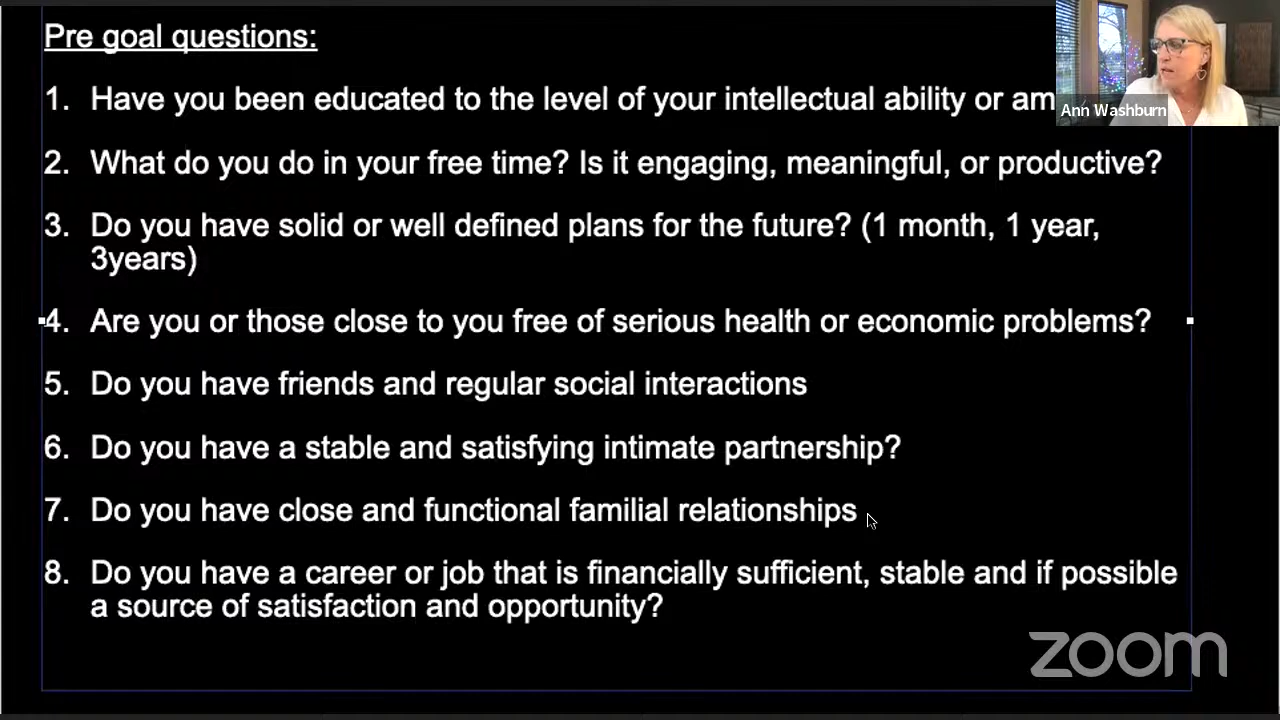 Pre goal questions:
1. Have you been educated to the level of your intellectual ability or
Ann Washburn
2. What do you do in your free time? Is it engaging, meaningful, or productive?
3. Do you have solid or well defined plans for the future? (1 month, 1 year,
3years)
4. Are you or those close to you free of serious health or economic problems?
5. Do you have friends and regular social interactions
6. Do you have a stable and satisfying intimate partnership?
7. Do you have close and functional familial relationships
8. Do you have a career or job that is financially sufficient, stable and if possible
a source of satisfaction and opportunity?
zoom